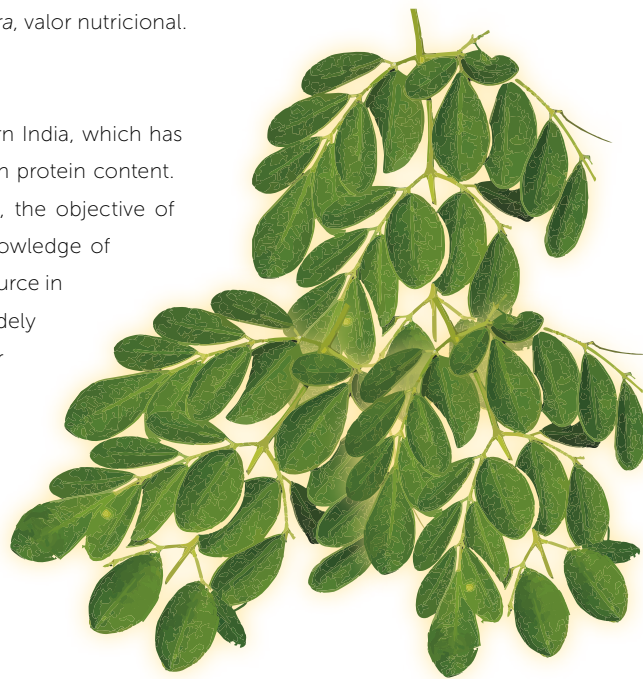 ra, valor nutricional.
rn India, which has
n protein content.
, the objective of
owledge of
urce in
dely
r